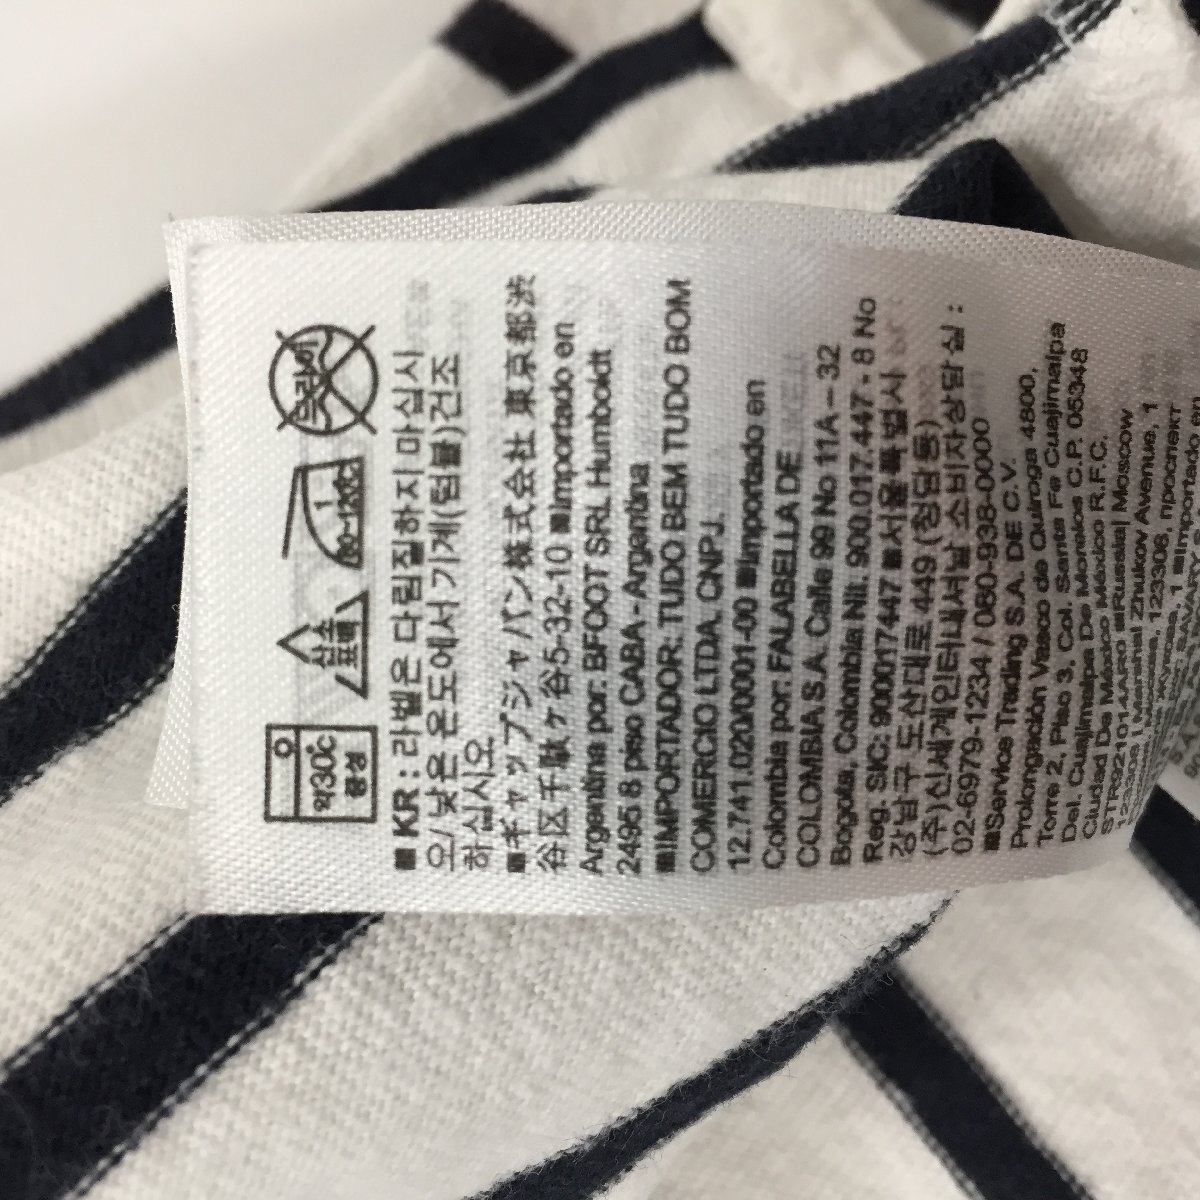 약30℃
중성
산소
표백
1
80~120℃
드라이
■ KR : 라벨은 다림질하지 마십시
오/ 낮은 온도에서 기계(텀블)건조
하십시오
■ギャップジャパン株式会社 東京都渋
谷区千駄ヶ谷5-32-10 ■Importado en
Argentina por: BFOOT SRL Humboldt
2495 8 piso CABA - Argentina
■IMPORTADOR: TUDO BEM TUDO BOM
COMERCIO LTDA. CNPJ.
12.741.020/0001-00 ■Importado en
Colombia por: FALABELLA DE
COLOMBIA S.A. Calle 99 No 11A - 32
Bogota, Colombia Nit. 900.017.447 - 8 No
Reg. SIC: 900017447 ■서울특별시
강남구 도산대로 449(청담동)
(주)신세계인터내셔날 소비자상담실 :
02-6979-1234 / 080-938-0000
■Service Trading S.A. DE C.V.
Prolongacion Vasco de Quiroga 4800,
Torre 2, Piso 3, Col. Santa Fe Cuajimalpa
Del. Cuajimalpa De Morelos C.P. 05348
Ciudad De México México R.F.C.
STR921014AR0 ■Russia| Moscow
123308 | Marshal Zhukov Avenue, 1
123308, проспект